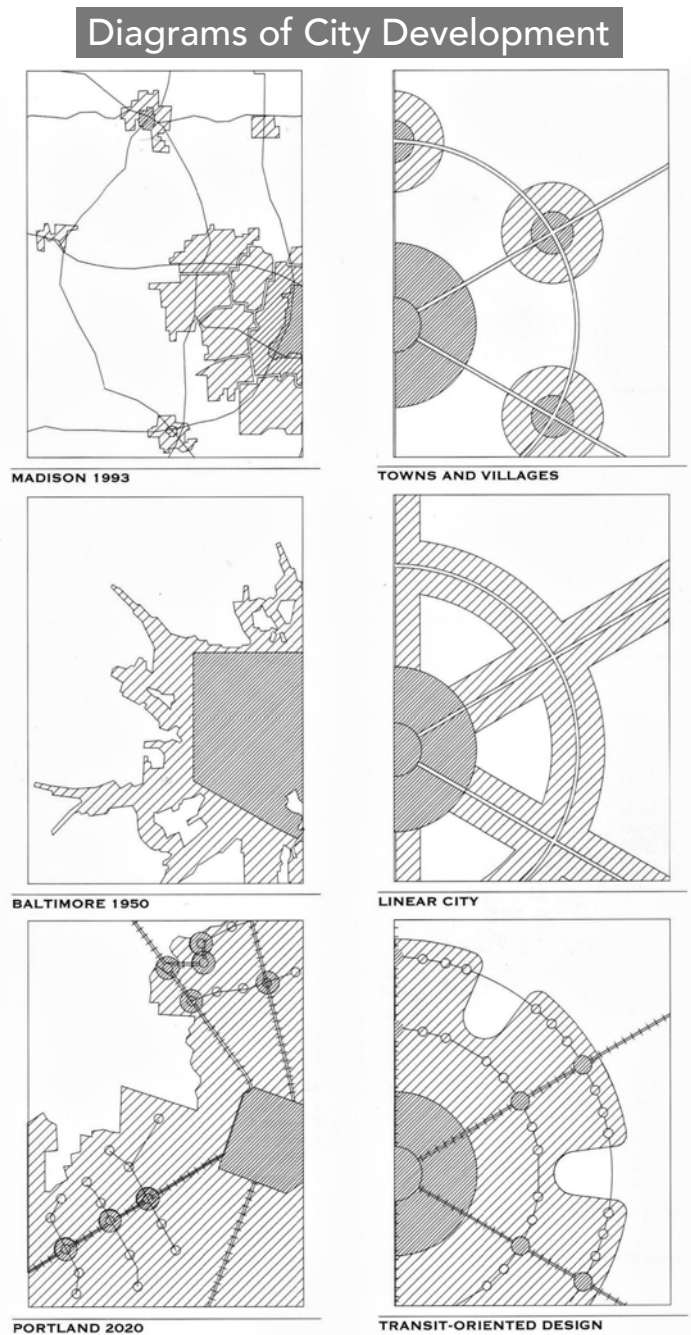 Diagrams of City Development
MADISON 1993
TOWNS AND VILLAGES
BALTIMORE 1950
LINEAR CITY
PORTLAND 2020
TRANSIT-ORIENTED DESIGN